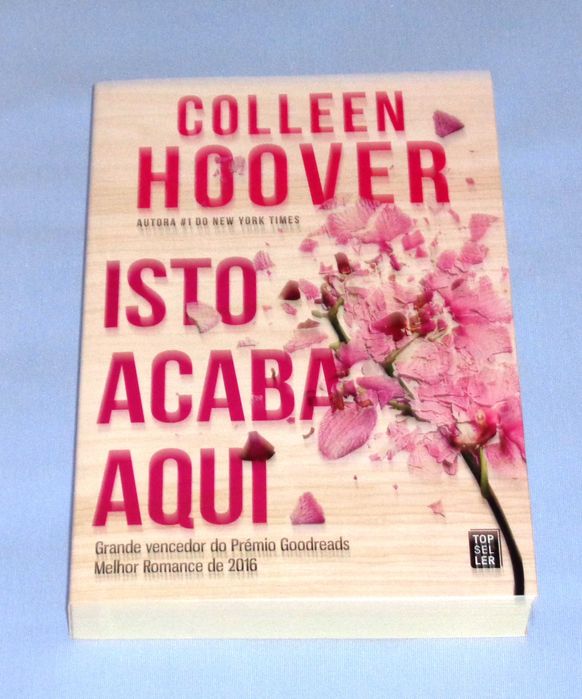 COLLEEN
HOOVER
AUTORA #1 DO NEW YORK TIMES
ISTO
ACABA
AQUI
Grande vencedor do Prémio Goodreads
Melhor Romance de 2016
TOP
SEL
LER